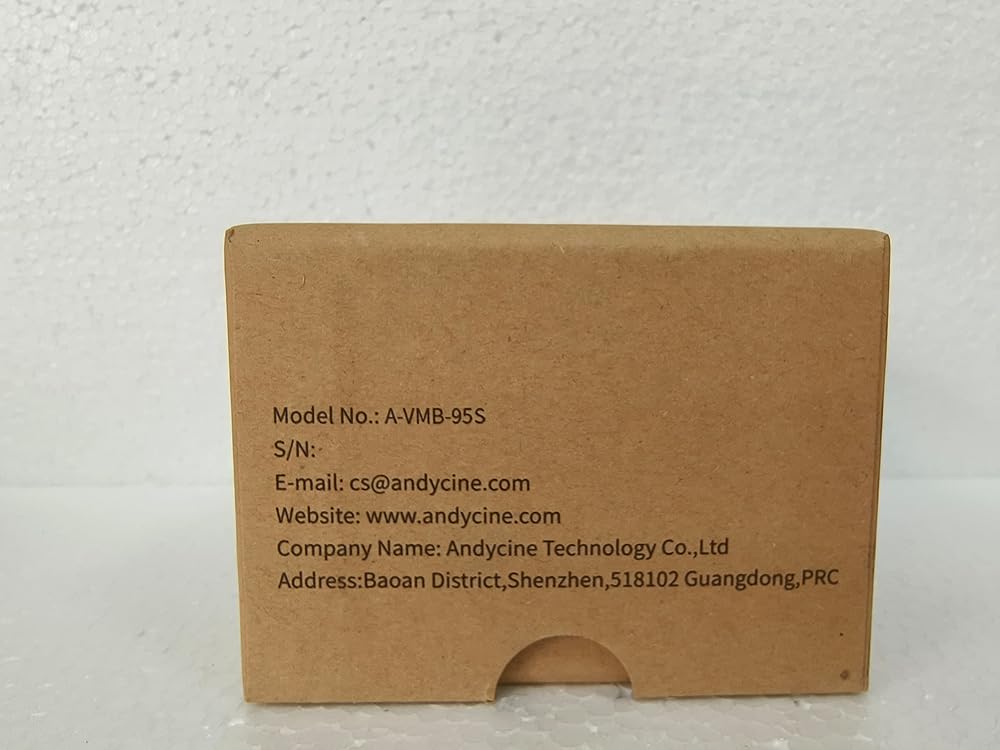 Model No.: A-VMB-95S
S/N:
E-mail: cs@andycine.com
Website: www.andycine.com
Company Name: Andycine Technology Co.,Ltd
Address:Baoan District,Shenzhen,518102 Guangdong,PRC